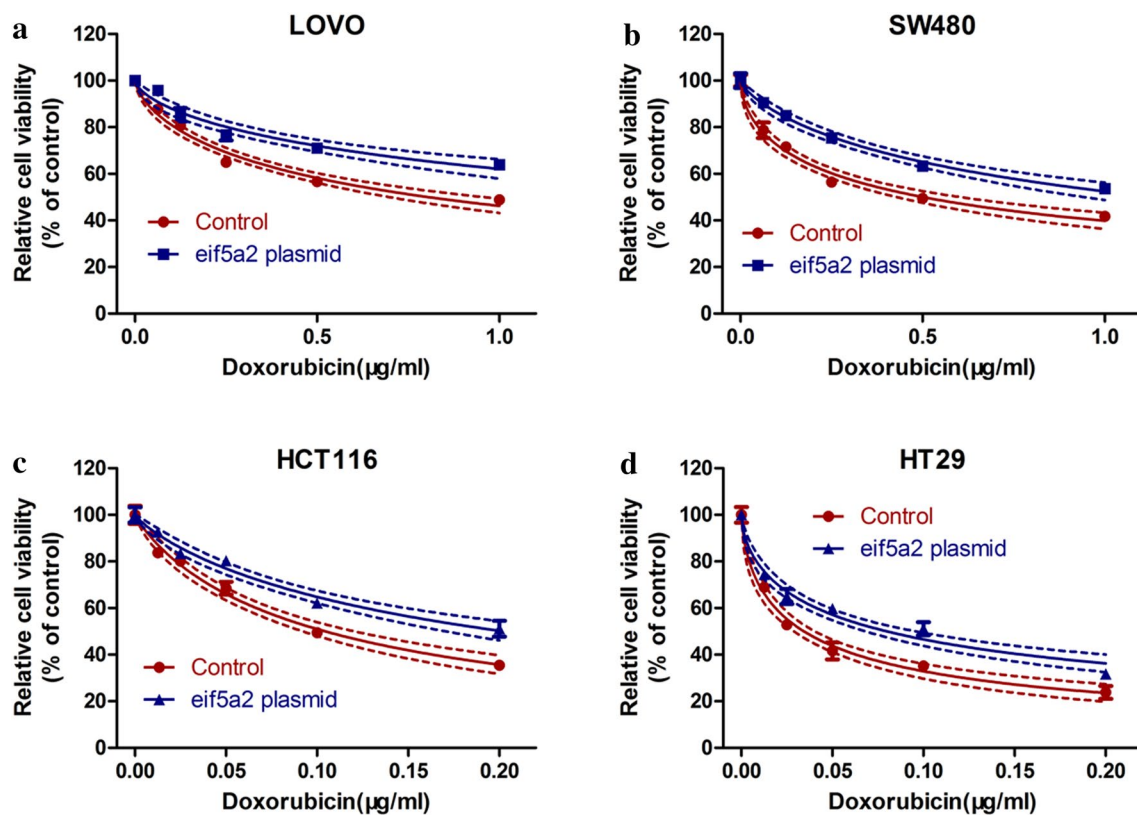 a
LOVO
120
100
80
60
40
20
0
Relative cell viability
(% of control)
Control
eif5a2 plasmid
0.0
0.5
1.0
Doxorubicin(µg/ml)
b
SW480
120
100
80
60
40
20
0
Relative cell viability
(% of control)
Control
eif5a2 plasmid
0.0
0.5
1.0
Doxorubicin(µg/ml)
c
HCT116
120
100
80
60
40
20
0
Relative cell viability
(% of control)
Control
eif5a2 plasmid
0.00
0.05
0.10
0.15
0.20
Doxorubicin(µg/ml)
d
HT29
120
100
80
60
40
20
0
Relative cell viability
(% of control)
Control
eif5a2 plasmid
0.00
0.05
0.10
0.15
0.20
Doxorubicin(µg/ml)